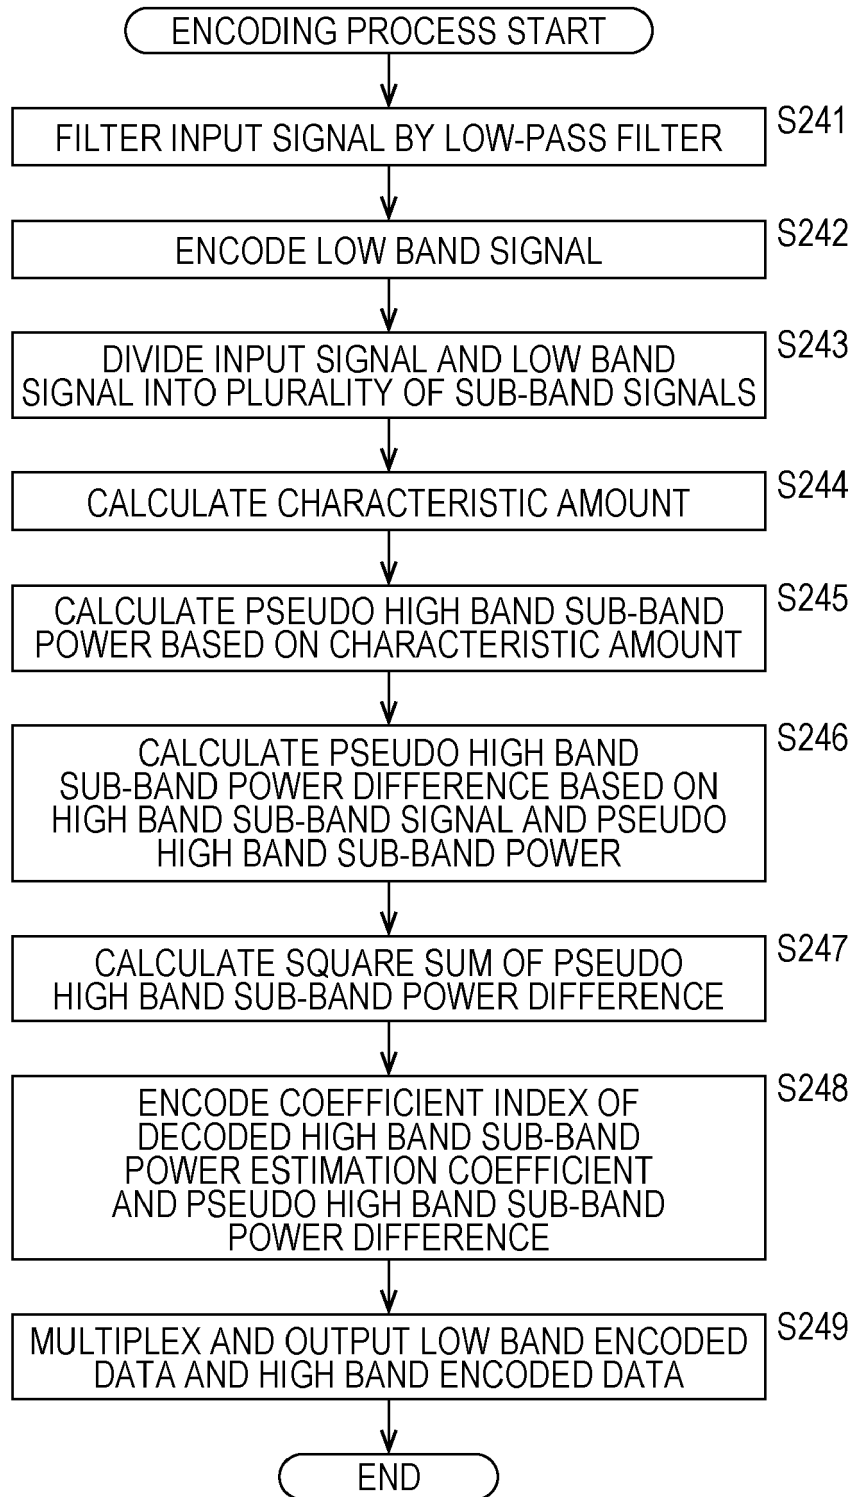 ENCODING PROCESS START
S241
FILTER INPUT SIGNAL BY LOW-PASS FILTER
S242
ENCODE LOW BAND SIGNAL
S243
DIVIDE INPUT SIGNAL AND LOW BAND
SIGNAL INTO PLURALITY OF SUB-BAND SIGNALS
S244
CALCULATE CHARACTERISTIC AMOUNT
S245
CALCULATE PSEUDO HIGH BAND SUB-BAND
POWER BASED ON CHARACTERISTIC AMOUNT
S246
CALCULATE PSEUDO HIGH BAND
SUB-BAND POWER DIFFERENCE BASED ON
HIGH BAND SUB-BAND SIGNAL AND PSEUDO
HIGH BAND SUB-BAND POWER
S247
CALCULATE SQUARE SUM OF PSEUDO
HIGH BAND SUB-BAND POWER DIFFERENCE
S248
ENCODE COEFFICIENT INDEX OF
DECODED HIGH BAND SUB-BAND
POWER ESTIMATION COEFFICIENT
AND PSEUDO HIGH BAND SUB-BAND
POWER DIFFERENCE
S249
MULTIPLEX AND OUTPUT LOW BAND ENCODED
DATA AND HIGH BAND ENCODED DATA
END